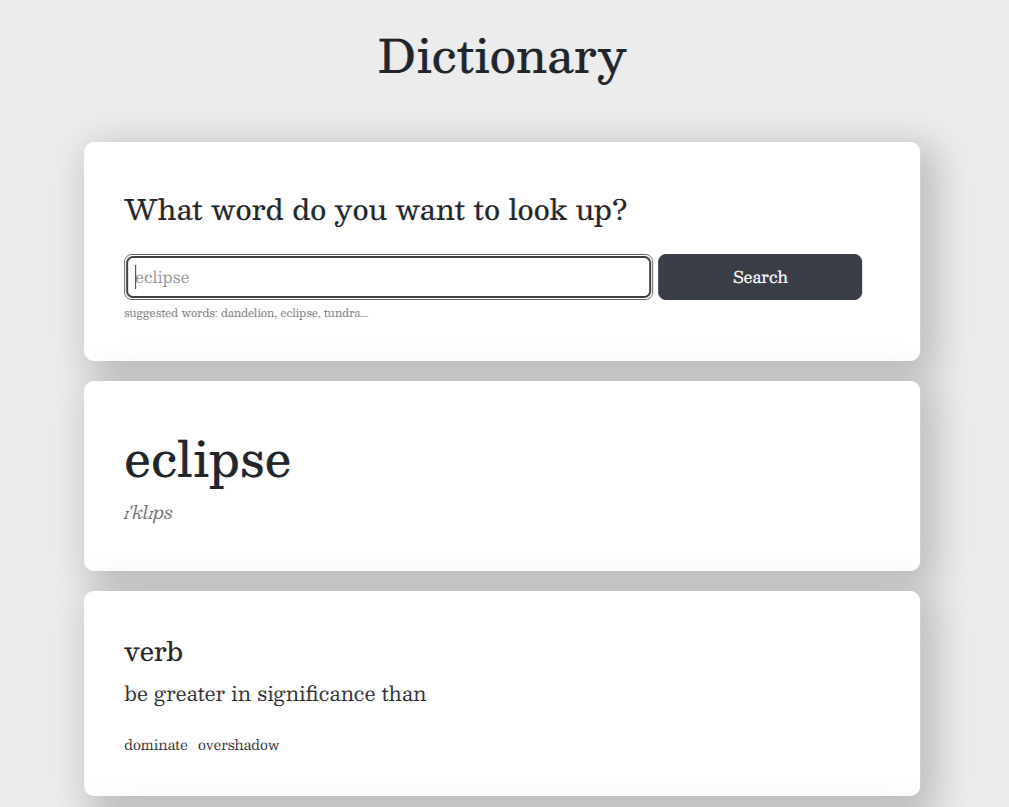 Dictionary
What word do you want to look up?
eclipse
Search
suggested words: dandelion, eclipse, tundra...
eclipse
ɪ'klɪps
verb
be greater in significance than
dominate overshadow